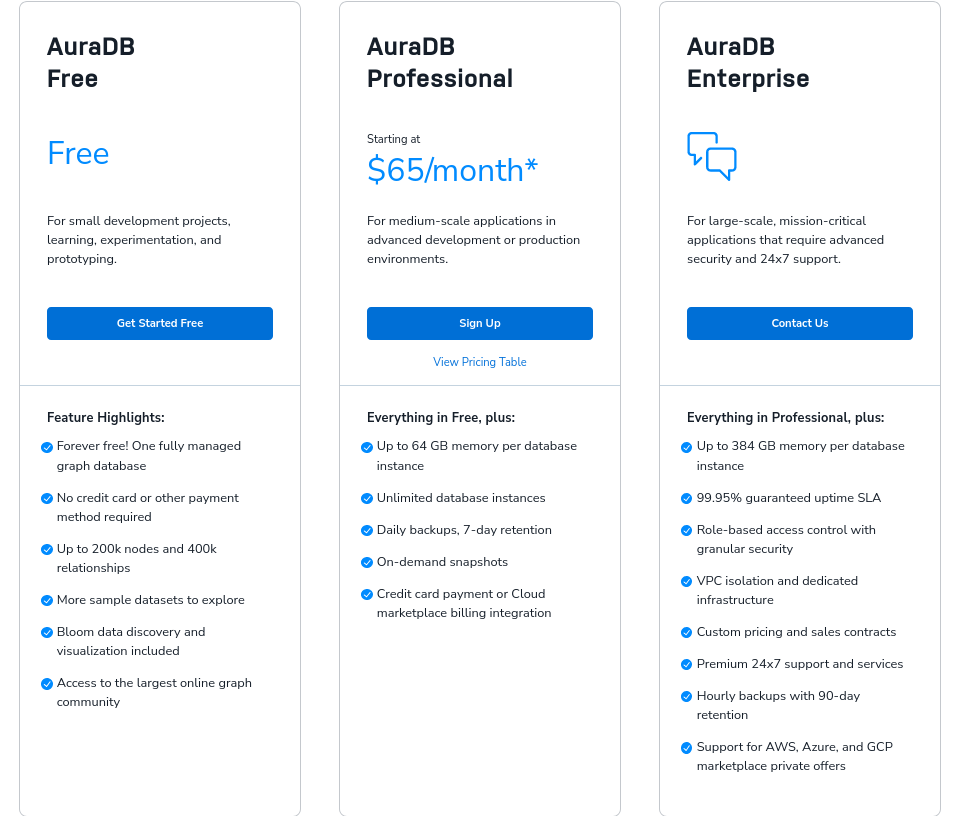 AuraDB
Free
Free
For small development projects,
learning, experimentation, and
prototyping.
Get Started Free
Feature Highlights:
Forever free! One fully managed
graph database
No credit card or other payment
method required
Up to 200k nodes and 400k
relationships
More sample datasets to explore
Bloom data discovery and
visualization included
Access to the largest online graph
community
AuraDB
Professional
Starting at
$65/month*
For medium-scale applications in
advanced development or production
environments.
Sign Up
View Pricing Table
Everything in Free, plus:
Up to 64 GB memory per database
instance
Unlimited database instances
Daily backups, 7-day retention
On-demand snapshots
Credit card payment or Cloud
marketplace billing integration
AuraDB
Enterprise
For large-scale, mission-critical
applications that require advanced
security and 24x7 support.
Contact Us
Everything in Professional, plus:
Up to 384 GB memory per database
instance
99.95% guaranteed uptime SLA
Role-based access control with
granular security
VPC isolation and dedicated
infrastructure
Custom pricing and sales contracts
Premium 24x7 support and services
Hourly backups with 90-day
retention
Support for AWS, Azure, and GCP
marketplace private offers